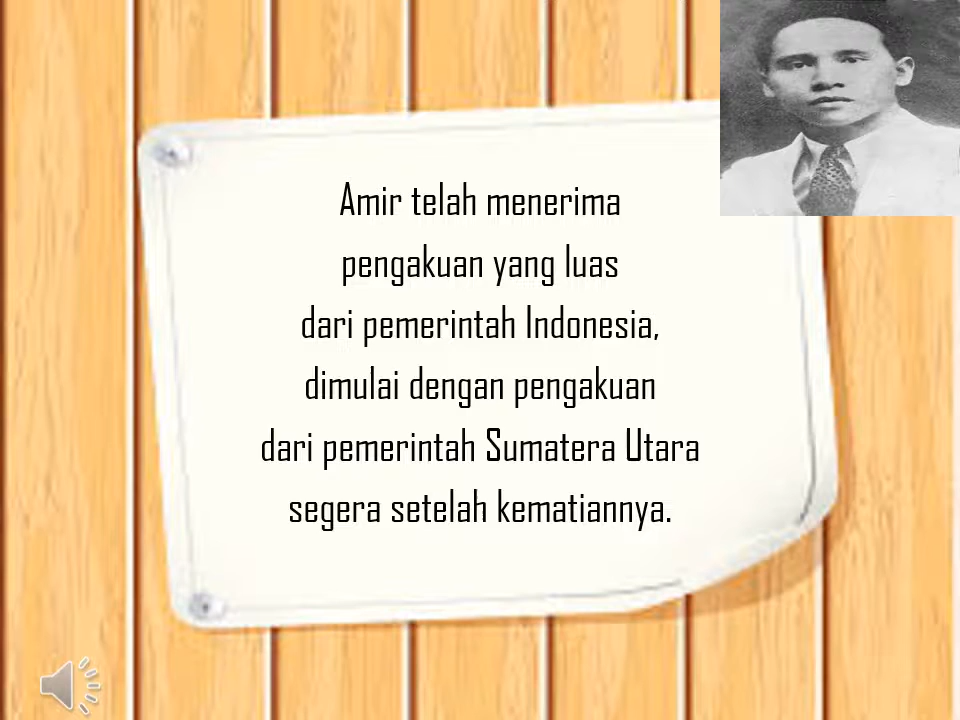 Amir telah menerima
pengakuan yang luas
dari pemerintah Indonesia,
dimulai dengan pengakuan
dari pemerintah Sumatera Utara
segera setelah kematiannya.